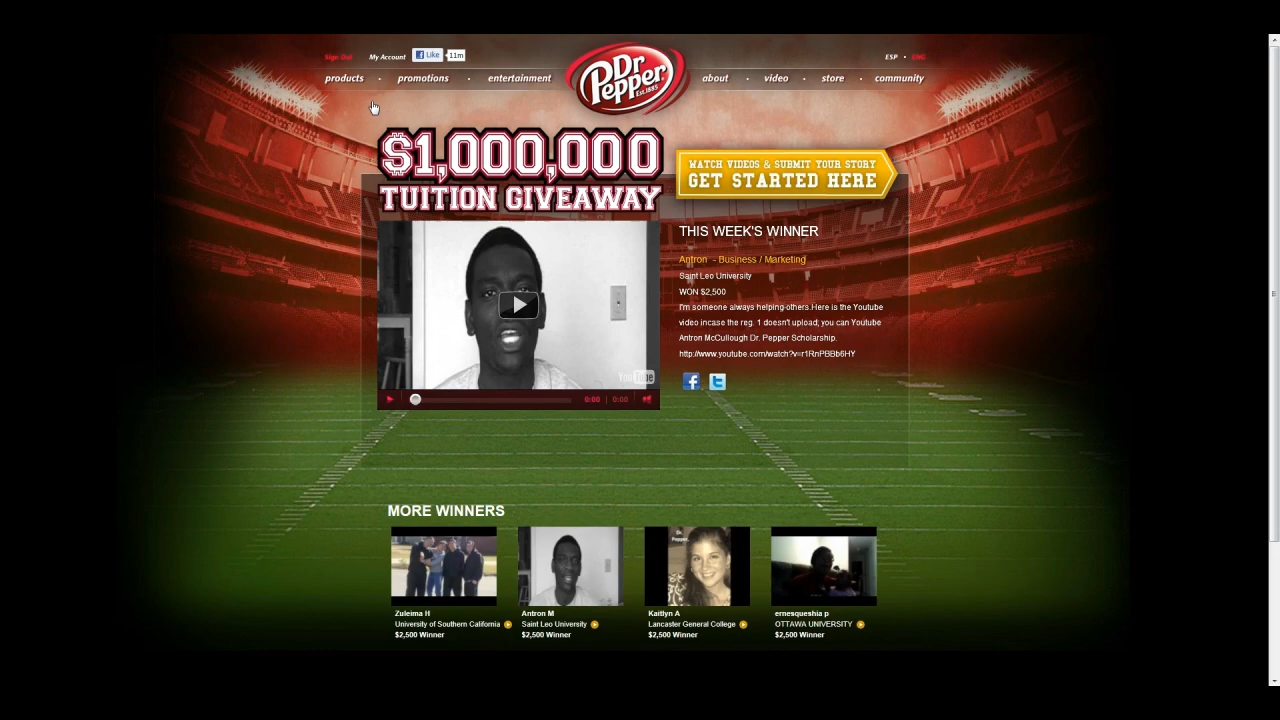 Sign Out My Account Like 11m
ESP • ENG
products • promotions • entertainment
Dr Pepper
Est. 1885
about • video • store • community
$1,000,000
TUITION GIVEAWAY
WATCH VIDEOS & SUBMIT YOUR STORY
GET STARTED HERE
THIS WEEK'S WINNER
Antron - Business / Marketing
Saint Leo University
WON $2,500
I'm someone always helping others.Here is the Youtube
video incase the reg. 1 doesn't upload; you can Youtube
Antron McCullough Dr. Pepper Scholarship.
http://www.youtube.com/watch?v=r1RnPBBb6HY
YouTube
0:00 | 0:00
MORE WINNERS
Dr. Pepper,
Zuleima H
University of Southern California
$2,500 Winner
Antron M
Saint Leo University
$2,500 Winner
Kaitlyn A
Lancaster General College
$2,500 Winner
ernesqueshia p
OTTAWA UNIVERSITY
$2,500 Winner